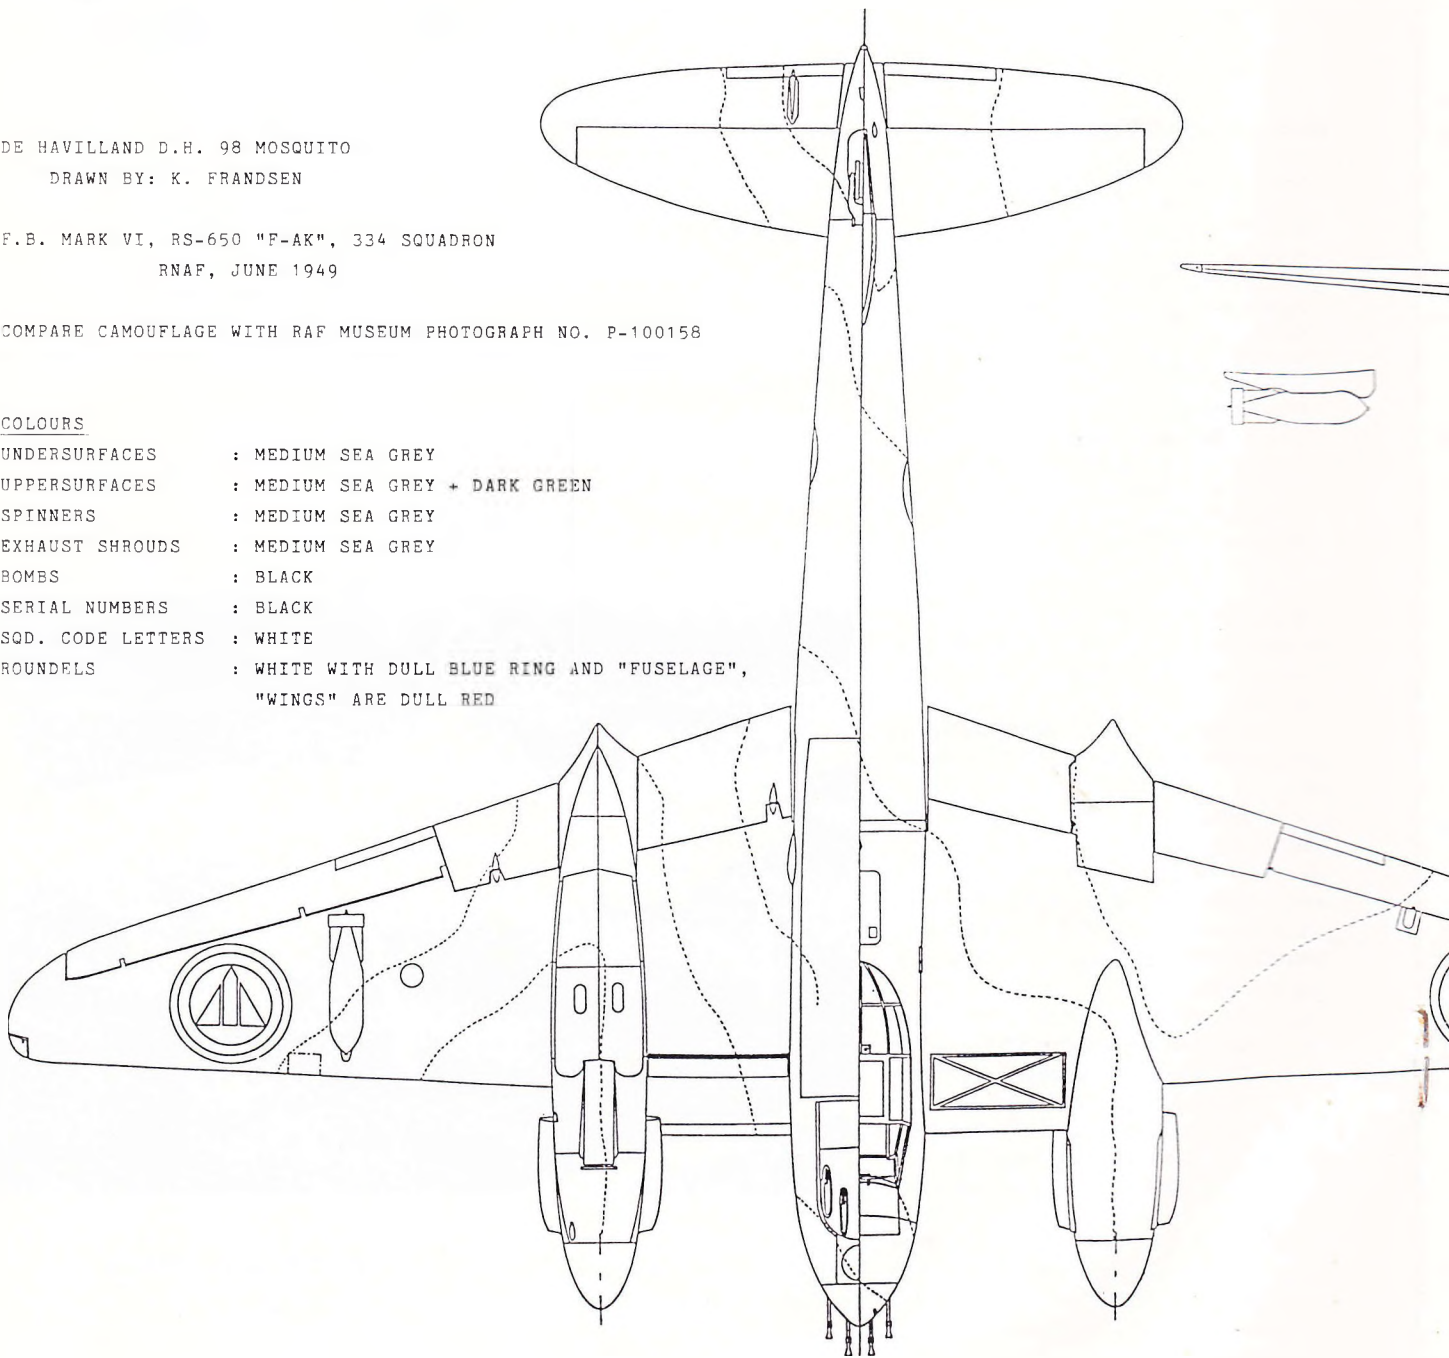 DE HAVILLAND D.H. 98 MOSQUITO
DRAWN BY: K. FRANDSEN
F.B. MARK VI, RS-650 "F-AK", 334 SQUADRON
RNAF, JUNE 1949
COMPARE CAMOUFLAGE WITH RAF MUSEUM PHOTOGRAPH NO. P-100158
COLOURS
UNDERSURFACES : MEDIUM SEA GREY
UPPERSURFACES : MEDIUM SEA GREY + DARK GREEN
SPINNERS : MEDIUM SEA GREY
EXHAUST SHROUDS : MEDIUM SEA GREY
BOMBS : BLACK
SERIAL NUMBERS : BLACK
SQD. CODE LETTERS : WHITE
ROUNDELS : WHITE WITH DULL BLUE RING AND "FUSELAGE",
"WINGS" ARE DULL RED